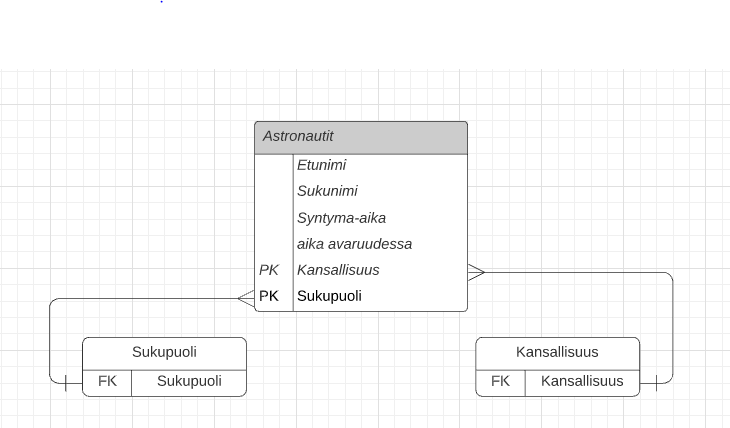 Astronautit
Etunimi
Sukunimi
Syntyma-aika
aika avaruudessa
PK Kansallisuus
PK Sukupuoli
Sukupuoli
FK Sukupuoli
Kansallisuus
FK Kansallisuus